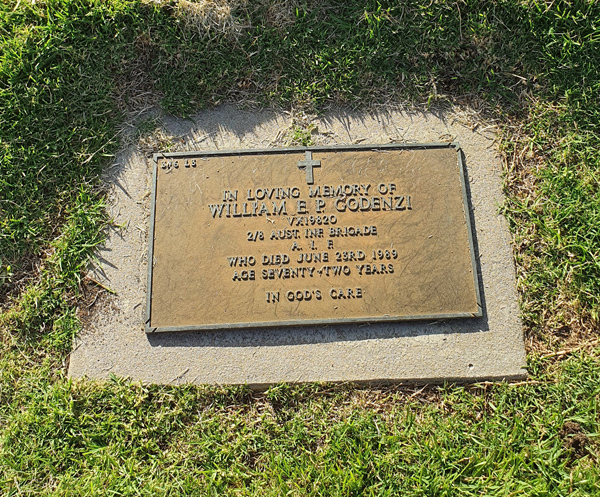 IN LOVING MEMORY OF
WILLIAM E. P. CODENZI
VX19820
2/8 AUST. INF. BRIGADE
A. I. F.
WHO DIED JUNE 23RD 1989
AGE SEVENTY-TWO YEARS
IN GOD'S CARE